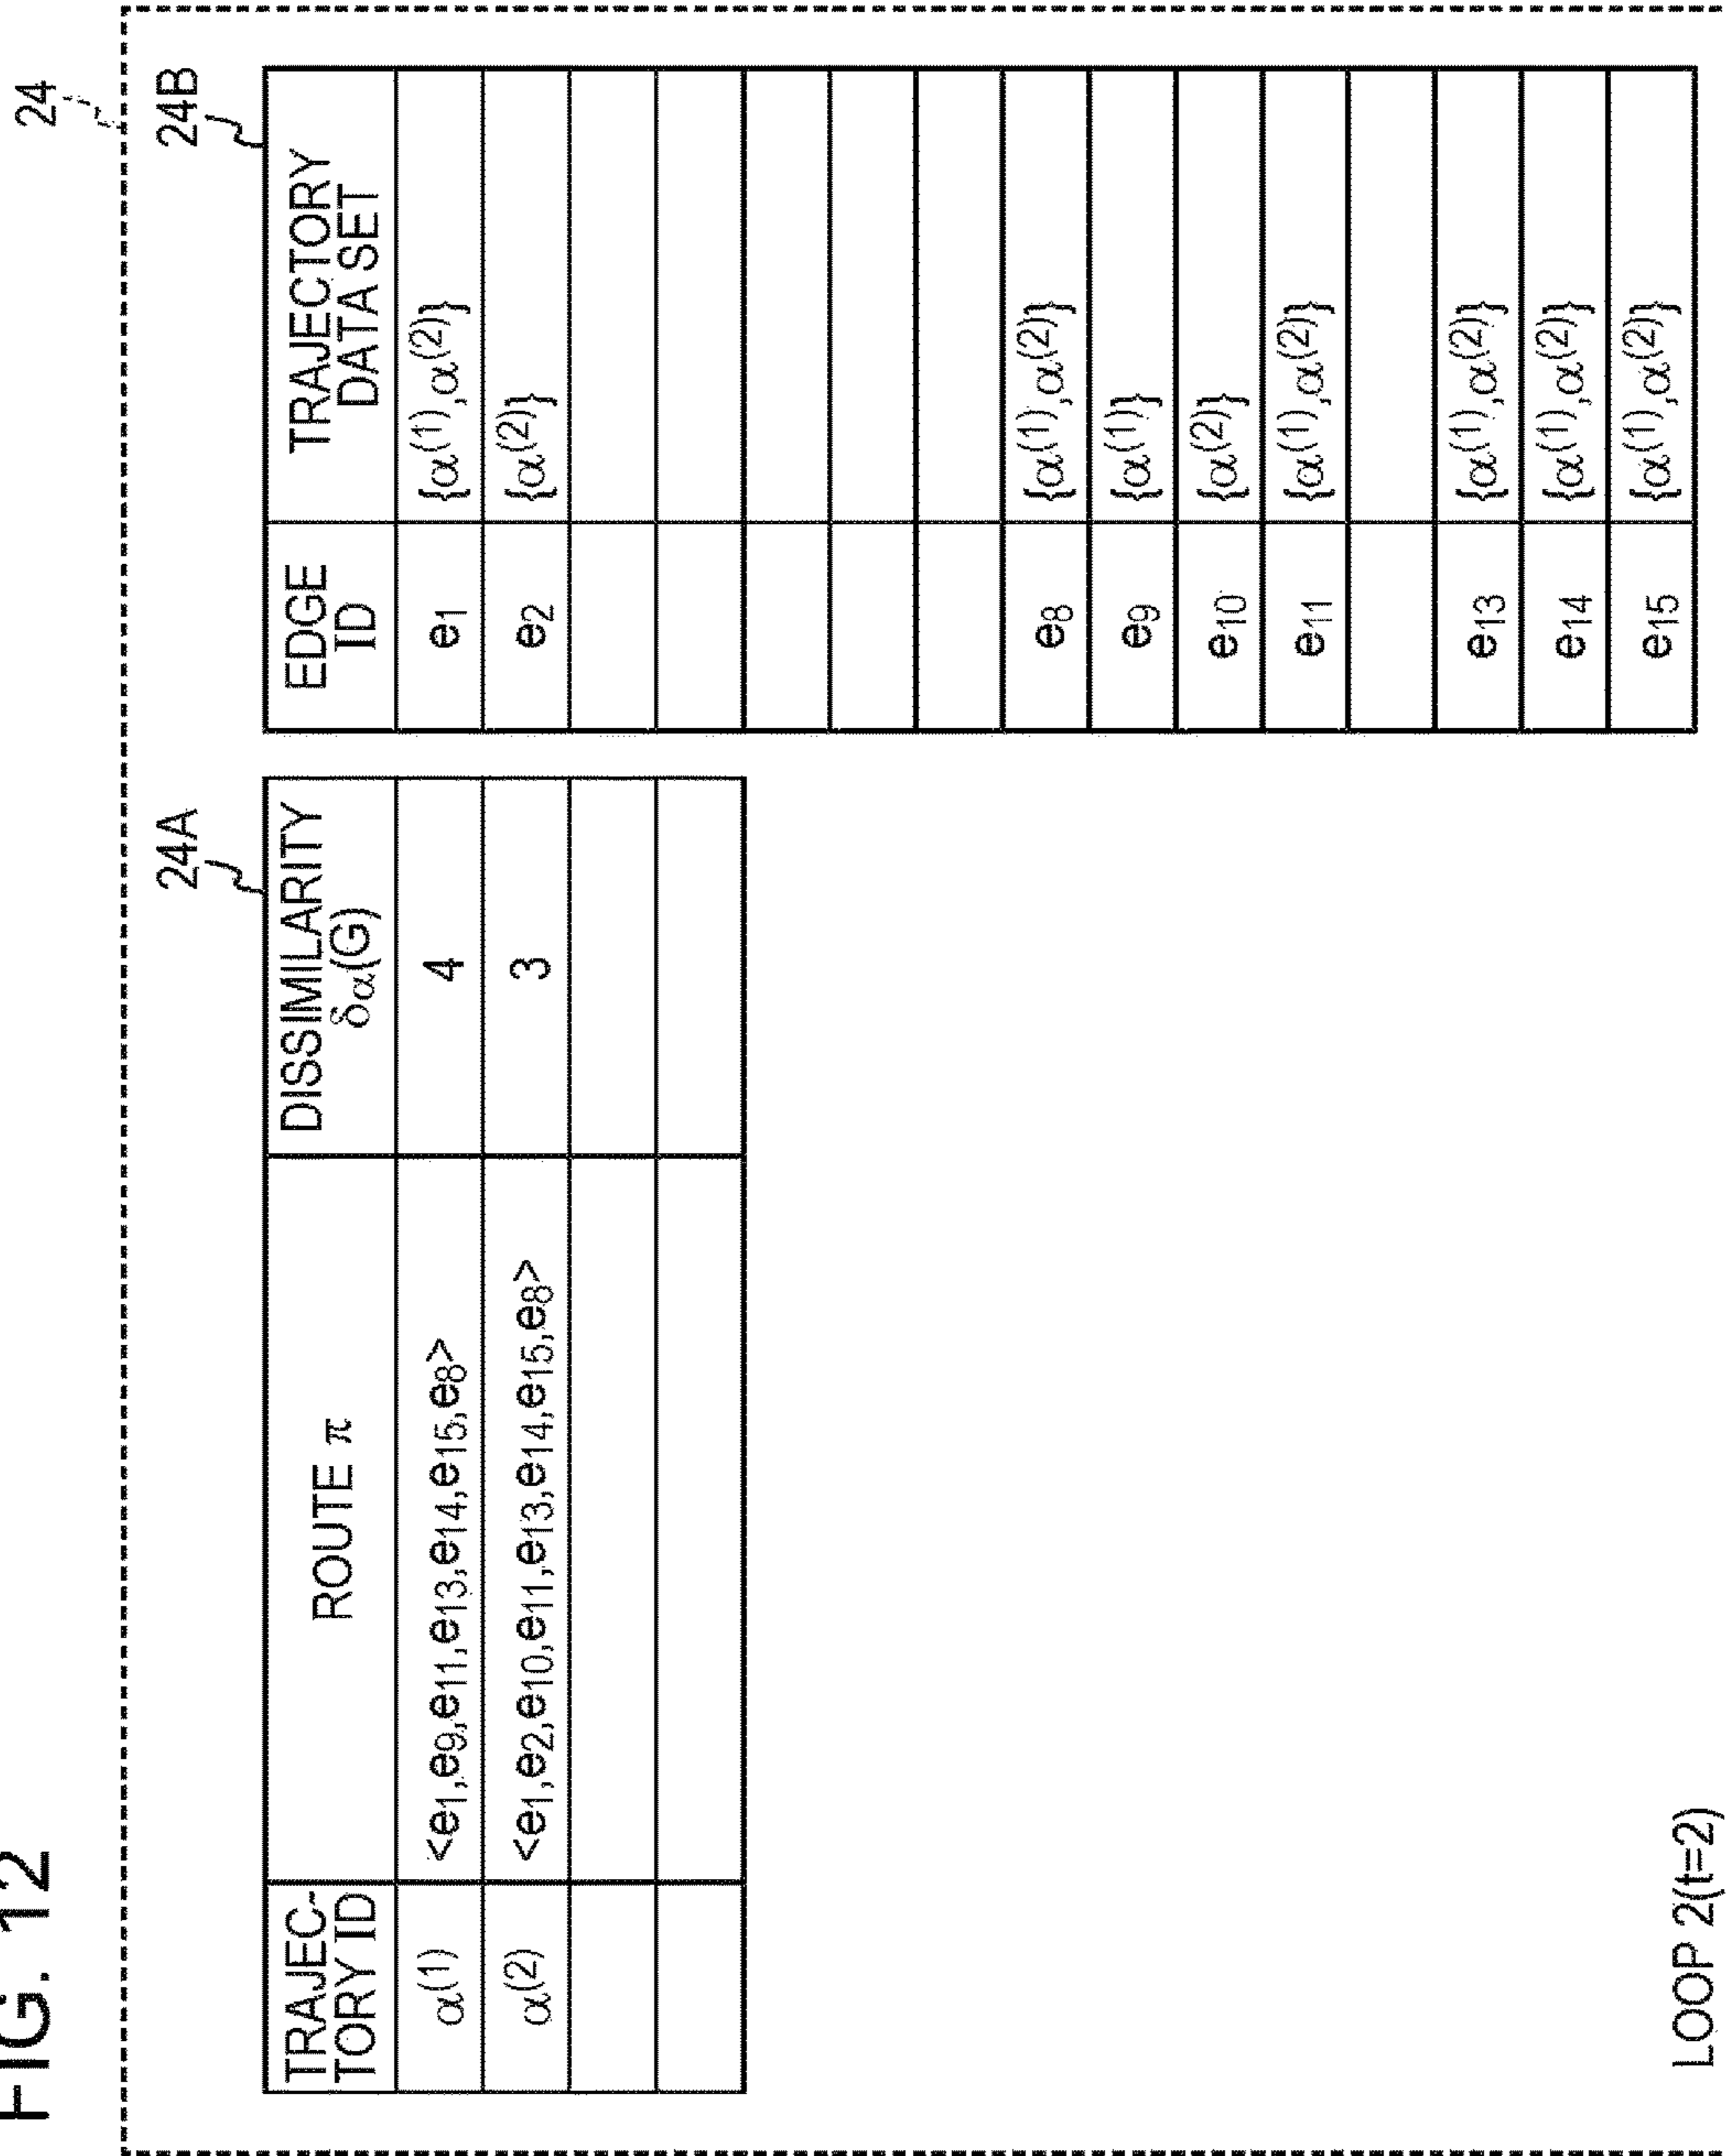 FIG. 12
24
24A
TRAJEC-
TORY ID
ROUTE π
DISSIMILARITY
δα(G)
α(1)
<e1,e9,e11,e13,e14,e15,e8>
4
α(2)
<e1,e2,e10,e11,e13,e14,e15,e8>
3
24B
EDGE
ID
TRAJECTORY
DATA SET
e1 {α(1),α(2)}
e2 {α(2)}
e8 {α(1),α(2)}
e9 {α(1)}
e10 {α(2)}
e11 {α(1),α(2)}
e13 {α(1),α(2)}
e14 {α(1),α(2)}
e15 {α(1),α(2)}
LOOP 2(t=2)